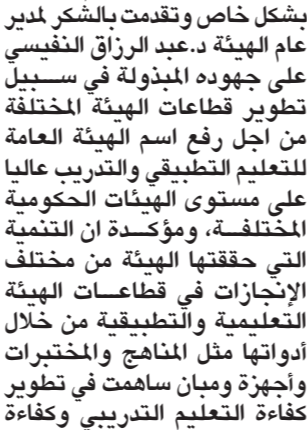 بشكل خاص وتقدمت بالشكر لمدير
عام الهيئة د.عبد الرزاق النفيسي
على جهوده المبذولة في سبيل
تطوير قطاعات الهيئة المختلفة
من اجل رفع اسم الهيئة العامة
للتعليم التطبيقي والتدريب عاليا
على مستوى الهيئات الحكومية
المختلفة، ومؤكدة ان التنمية
التي حققتها الهيئة من مختلف
الإنجازات في قطاعات الهيئة
التعليمية والتطبيقية من خلال
أدواتها مثل المناهج والمختبرات
وأجهزة ومبان ساهمت في تطوير
كفاءة التعليم التدريبي وكفاءة